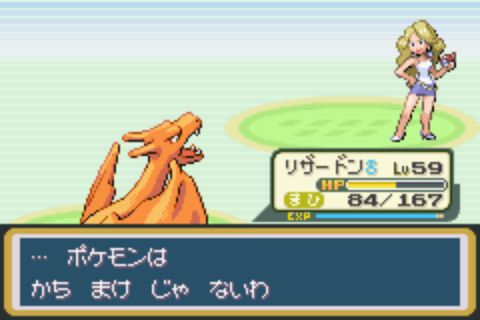 リザードン♂ Lv59
HP
まひ 84/167
EXP
… ポケモンは
かち まけ じゃ ないわ